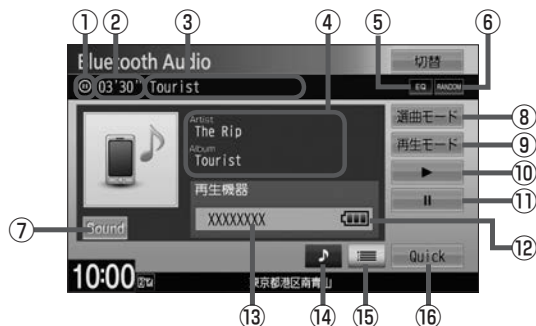 ① ② ③ ④ ⑤ ⑥
Bluetooth Audio 切替
03'30" Tourist EQ RANDOM
Artist
The Rip
Album
Tourist
選曲モード ⑧
再生モード ⑨
⑩
⑪
再生機器
XXXXXXXX
⑦ Sound
⑫
Quick
10:00 東京都港区南青山
⑬ ⑭ ⑮ ⑯